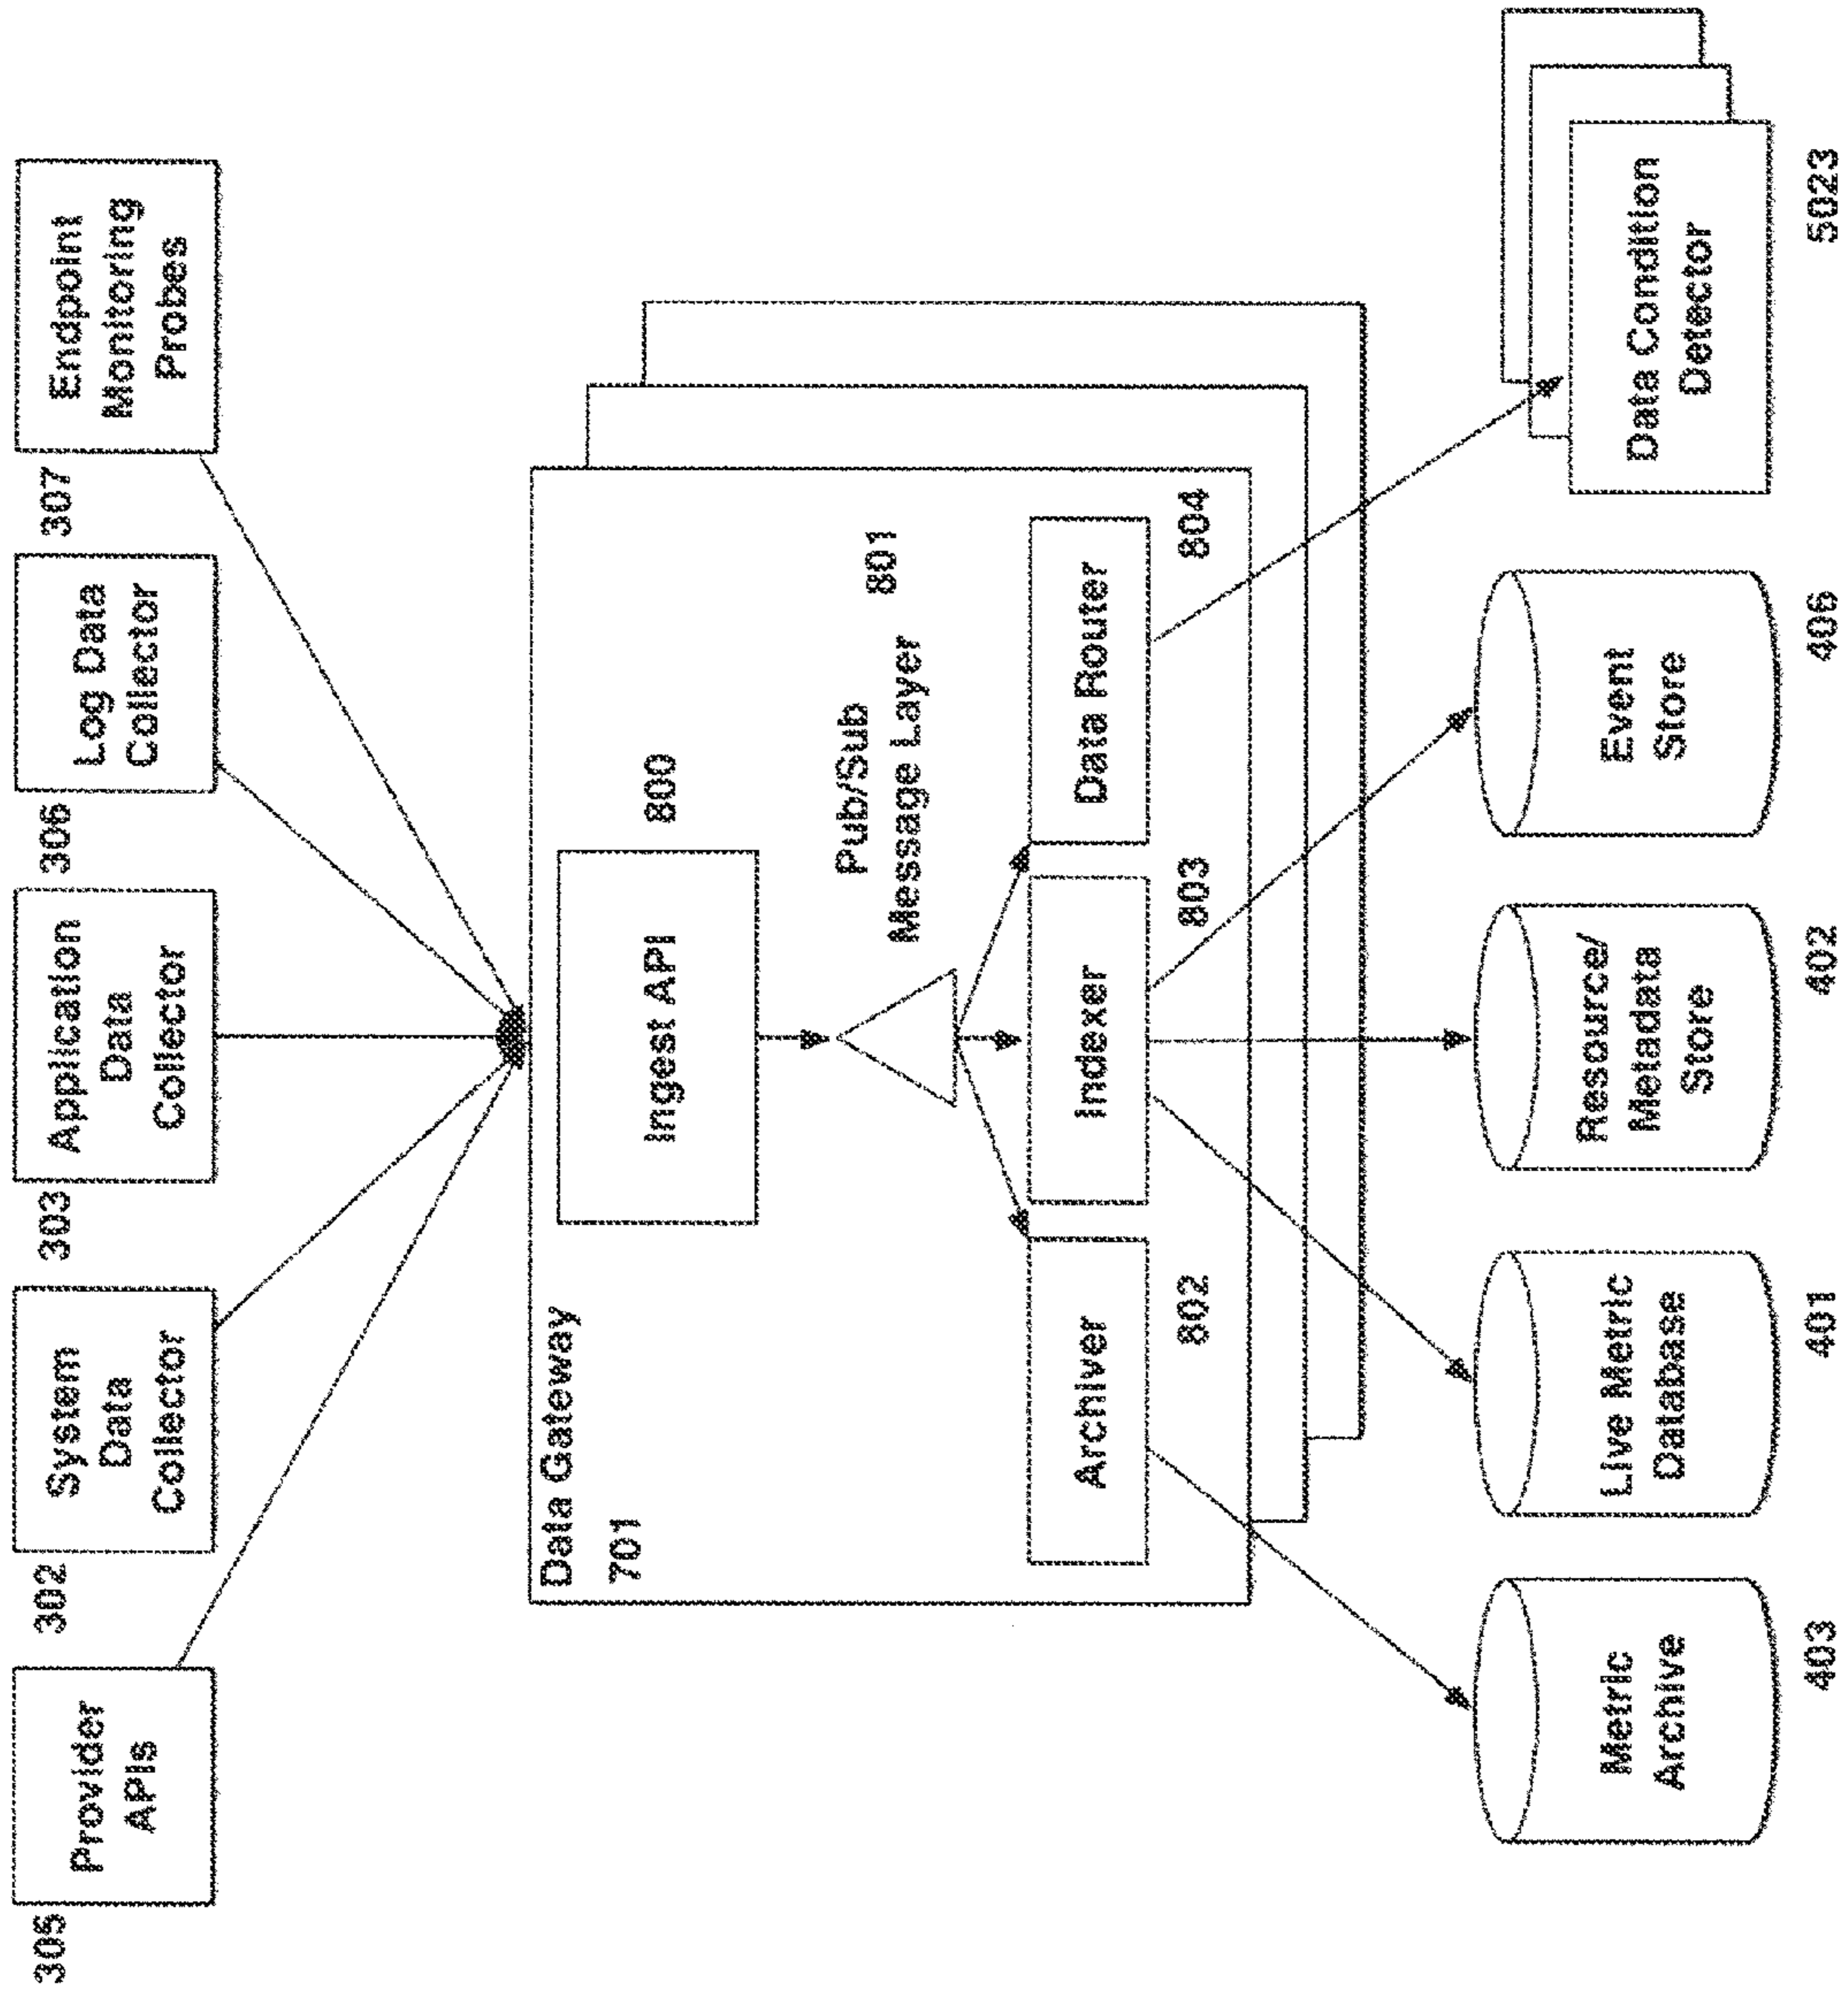 305
Provider
APIs
302
System
Data
Collector
303
Application
Data
Collector
306
Log Data
Collector
307
Endpoint
Monitoring
Probes
Data Gateway
701
Ingest API
800
Pub/Sub
Message Layer
801
Archiver
802
Indexer
803
Data Router
804
Metric
Archive
403
Live Metric
Database
401
Resource/
Metadata
Store
402
Event
Store
406
Data Condition
Detector
5023